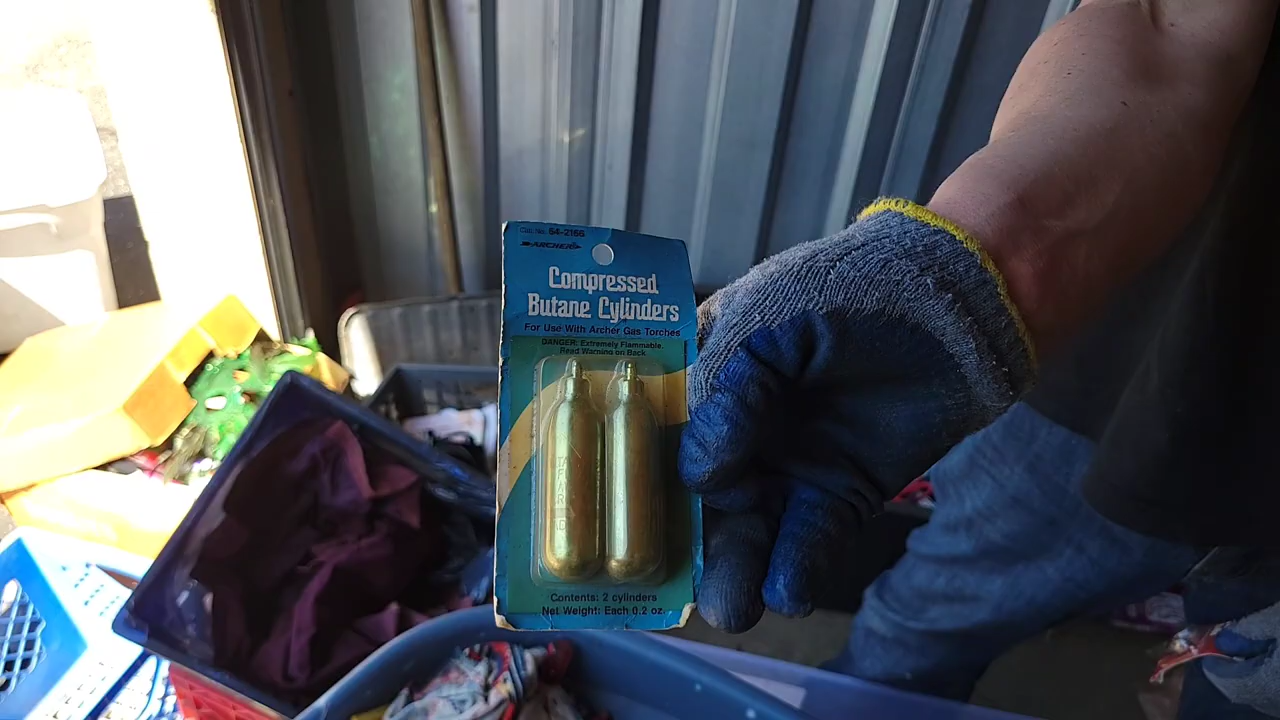 Cat. No. 64-2166
ARCHER
Compressed
Butane Cylinders
For Use With Archer Gas Torches
DANGER: Extremely Flammable.
Read Warning on Back.
Contents: 2 cylinders
Net Weight: Each 0.2 oz.